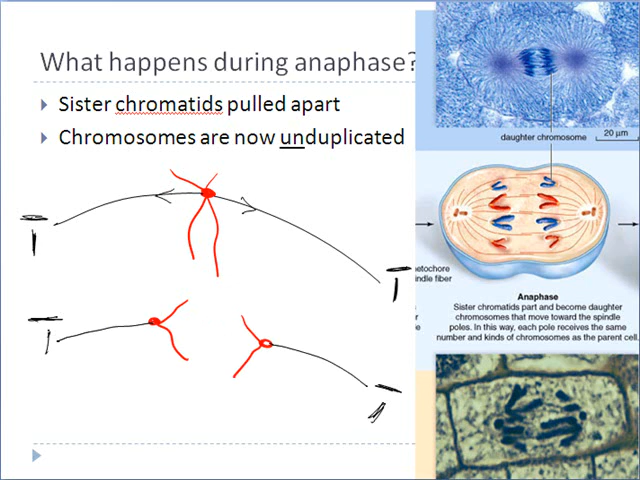 What happens during anaphase?
Sister chromatids pulled apart
Chromosomes are now unduplicated
daughter chromosome
20 μm
netochore
ndle fiber
Anaphase
Sister chromatids part and become daughter
chromosomes that move toward the spindle
poles. In this way, each pole receives the same
number and kinds of chromosomes as the parent cell.